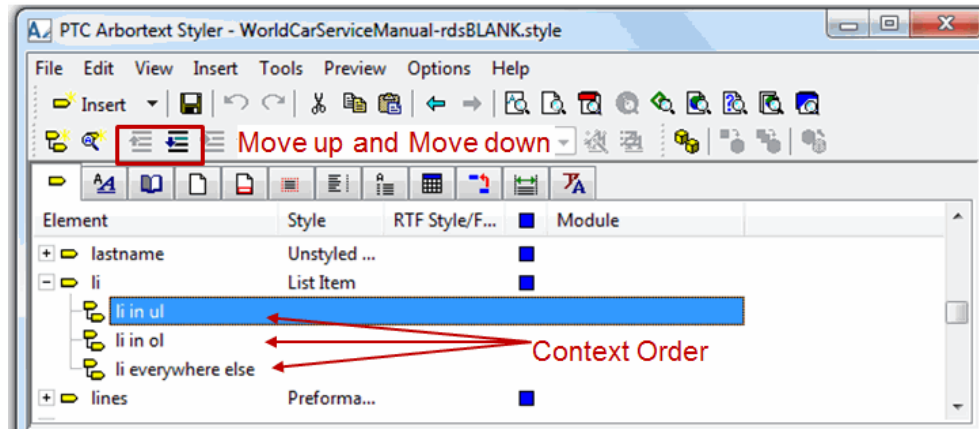 PTC Arbortext Styler - WorldCarServiceManual-rdsBLANK.style
File Edit View Insert Tools Preview Options Help
Insert
Move up and Move down
Element Style RTF Style/F... Module
lastname Unstyled ...
li List Item
li in ul
li in ol
li everywhere else
Context Order
lines Preforma...